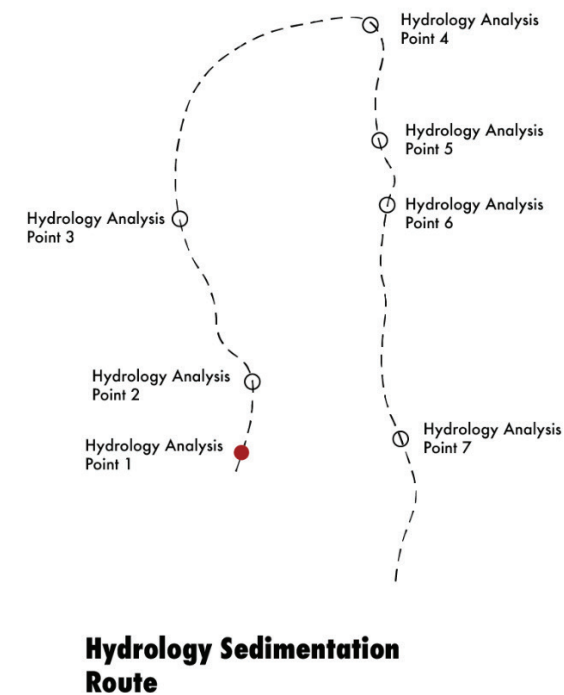 Hydrology Analysis
Point 4
Hydrology Analysis
Point 5
Hydrology Analysis
Point 6
Hydrology Analysis
Point 3
Hydrology Analysis
Point 2
Hydrology Analysis
Point 7
Hydrology Analysis
Point 1
Hydrology Sedimentation
Route